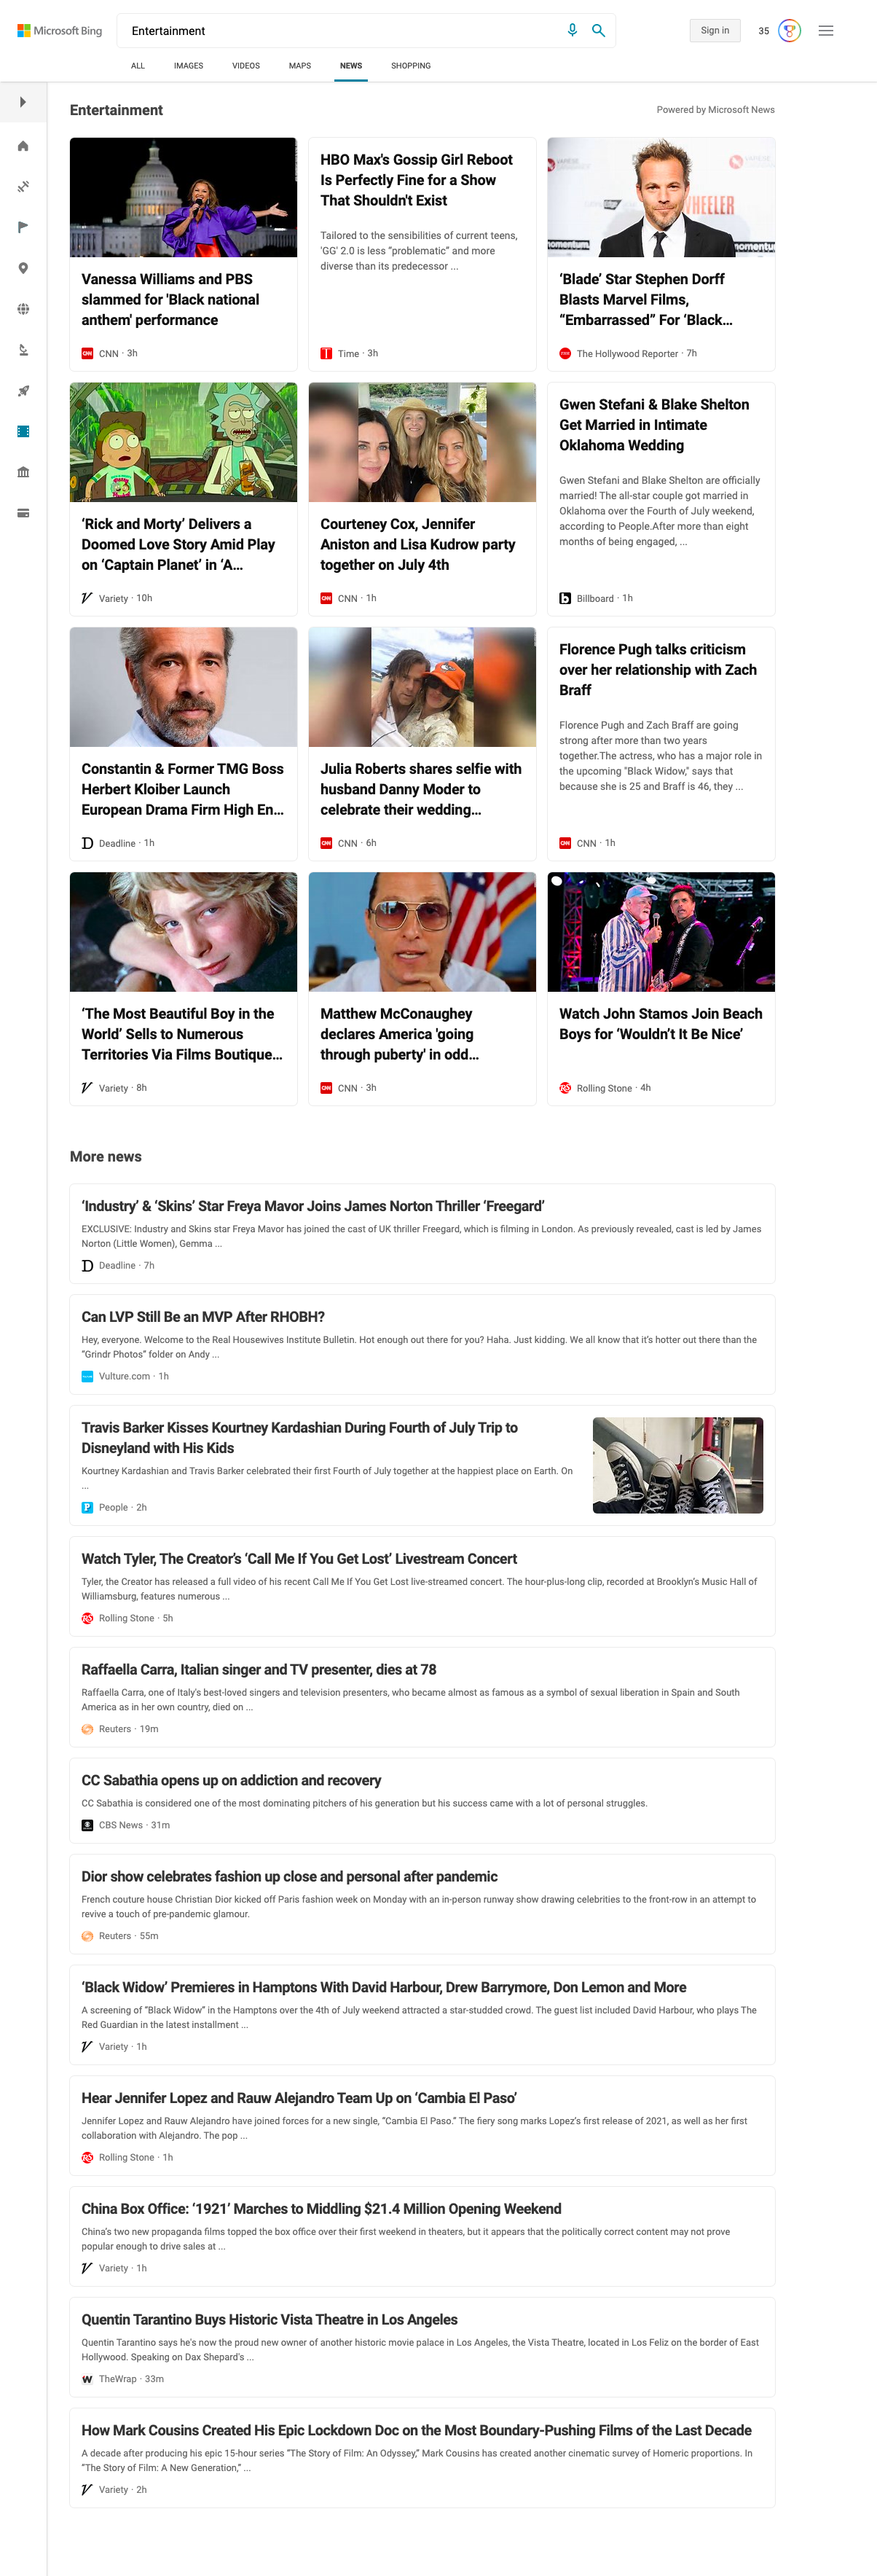 Microsoft Bing
Entertainment
Sign in
35
ALL
IMAGES
VIDEOS
MAPS
NEWS
SHOPPING
Entertainment
Powered by Microsoft News
Vanessa Williams and PBS
slammed for 'Black national
anthem' performance
CNN · 3h
HBO Max's Gossip Girl Reboot
Is Perfectly Fine for a Show
That Shouldn't Exist
Tailored to the sensibilities of current teens,
'GG' 2.0 is less “problematic” and more
diverse than its predecessor ...
Time · 3h
‘Blade’ Star Stephen Dorff
Blasts Marvel Films,
“Embarrassed” For ‘Black...
The Hollywood Reporter · 7h
‘Rick and Morty’ Delivers a
Doomed Love Story Amid Play
on ‘Captain Planet’ in ‘A...
Variety · 10h
Courteney Cox, Jennifer
Aniston and Lisa Kudrow party
together on July 4th
CNN · 1h
Gwen Stefani & Blake Shelton
Get Married in Intimate
Oklahoma Wedding
Gwen Stefani and Blake Shelton are officially
married! The all-star couple got married in
Oklahoma over the Fourth of July weekend,
according to People.After more than eight
months of being engaged, ...
Billboard · 1h
Constantin & Former TMG Boss
Herbert Kloiber Launch
European Drama Firm High En...
Deadline · 1h
Julia Roberts shares selfie with
husband Danny Moder to
celebrate their wedding...
CNN · 6h
Florence Pugh talks criticism
over her relationship with Zach
Braff
Florence Pugh and Zach Braff are going
strong after more than two years
together.The actress, who has a major role in
the upcoming "Black Widow," says that
because she is 25 and Braff is 46, they ...
CNN · 1h
‘The Most Beautiful Boy in the
World’ Sells to Numerous
Territories Via Films Boutique...
Variety · 8h
Matthew McConaughey
declares America 'going
through puberty' in odd...
CNN · 3h
Watch John Stamos Join Beach
Boys for ‘Wouldn’t It Be Nice’
Rolling Stone · 4h
More news
‘Industry’ & ‘Skins’ Star Freya Mavor Joins James Norton Thriller ‘Freegard’
EXCLUSIVE: Industry and Skins star Freya Mavor has joined the cast of UK thriller Freegard, which is filming in London. As previously revealed, cast is led by James
Norton (Little Women), Gemma ...
Deadline · 7h
Can LVP Still Be an MVP After RHOBH?
Hey, everyone. Welcome to the Real Housewives Institute Bulletin. Hot enough out there for you? Haha. Just kidding. We all know that it’s hotter out there than the
“Grindr Photos” folder on Andy ...
Vulture.com · 1h
Travis Barker Kisses Kourtney Kardashian During Fourth of July Trip to
Disneyland with His Kids
Kourtney Kardashian and Travis Barker celebrated their first Fourth of July together at the happiest place on Earth. On
...
People · 2h
Watch Tyler, The Creator’s ‘Call Me If You Get Lost’ Livestream Concert
Tyler, the Creator has released a full video of his recent Call Me If You Get Lost live-streamed concert. The hour-plus-long clip, recorded at Brooklyn’s Music Hall of
Williamsburg, features numerous ...
Rolling Stone · 5h
Raffaella Carra, Italian singer and TV presenter, dies at 78
Raffaella Carra, one of Italy's best-loved singers and television presenters, who became almost as famous as a symbol of sexual liberation in Spain and South
America as in her own country, died on ...
Reuters · 19m
CC Sabathia opens up on addiction and recovery
CC Sabathia is considered one of the most dominating pitchers of his generation but his success came with a lot of personal struggles.
CBS News · 31m
Dior show celebrates fashion up close and personal after pandemic
French couture house Christian Dior kicked off Paris fashion week on Monday with an in-person runway show drawing celebrities to the front-row in an attempt to
revive a touch of pre-pandemic glamour.
Reuters · 55m
‘Black Widow’ Premieres in Hamptons With David Harbour, Drew Barrymore, Don Lemon and More
A screening of “Black Widow” in the Hamptons over the 4th of July weekend attracted a star-studded crowd. The guest list included David Harbour, who plays The
Red Guardian in the latest installment ...
Variety · 1h
Hear Jennifer Lopez and Rauw Alejandro Team Up on ‘Cambia El Paso’
Jennifer Lopez and Rauw Alejandro have joined forces for a new single, “Cambia El Paso.” The fiery song marks Lopez’s first release of 2021, as well as her first
collaboration with Alejandro. The pop ...
Rolling Stone · 1h
China Box Office: ‘1921’ Marches to Middling $21.4 Million Opening Weekend
China’s two new propaganda films topped the box office over their first weekend in theaters, but it appears that the politically correct content may not prove
popular enough to drive sales at ...
Variety · 1h
Quentin Tarantino Buys Historic Vista Theatre in Los Angeles
Quentin Tarantino says he's now the proud new owner of another historic movie palace in Los Angeles, the Vista Theatre, located in Los Feliz on the border of East
Hollywood. Speaking on Dax Shepard's ...
TheWrap · 33m
How Mark Cousins Created His Epic Lockdown Doc on the Most Boundary-Pushing Films of the Last Decade
A decade after producing his epic 15-hour series “The Story of Film: An Odyssey,” Mark Cousins has created another cinematic survey of Homeric proportions. In
“The Story of Film: A New Generation,” ...
Variety · 2h